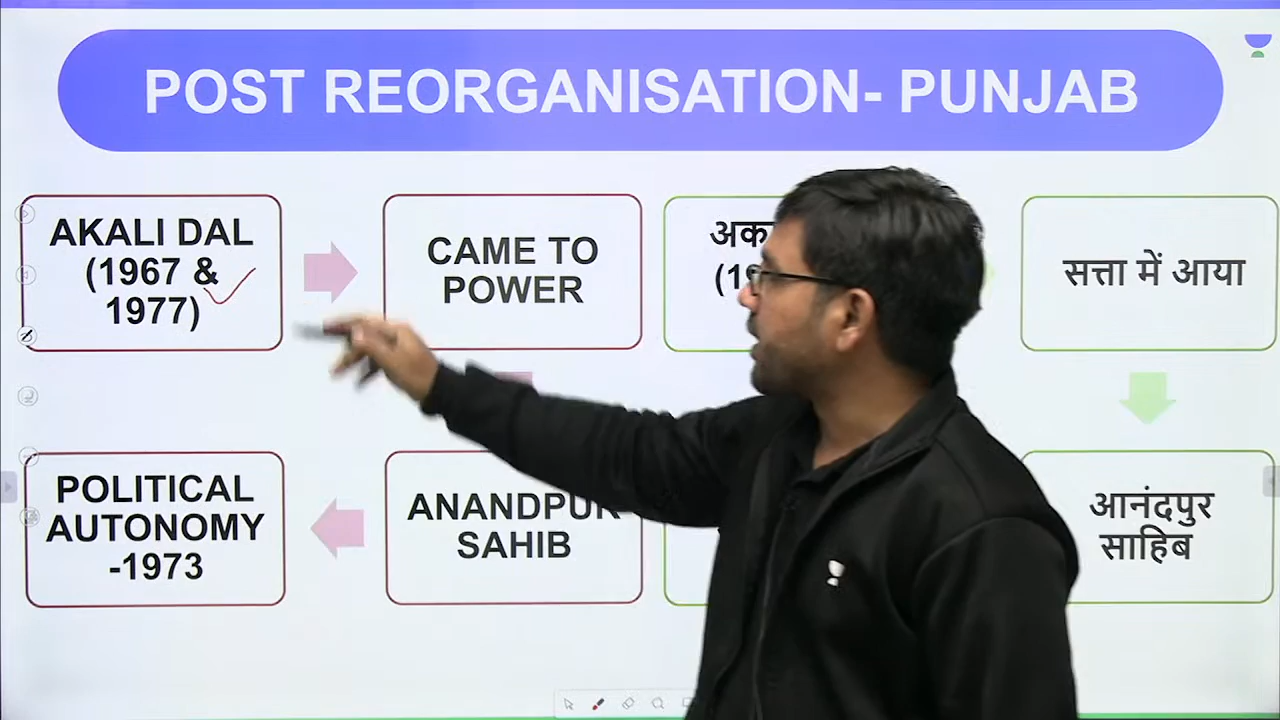 POST REORGANISATION- PUNJAB
AKALI DAL
(1967 &
1977)
CAME TO
POWER
सत्ता में आया
POLITICAL
AUTONOMY
-1973
ANANDPUR
SAHIB
आनंदपुर
साहिब